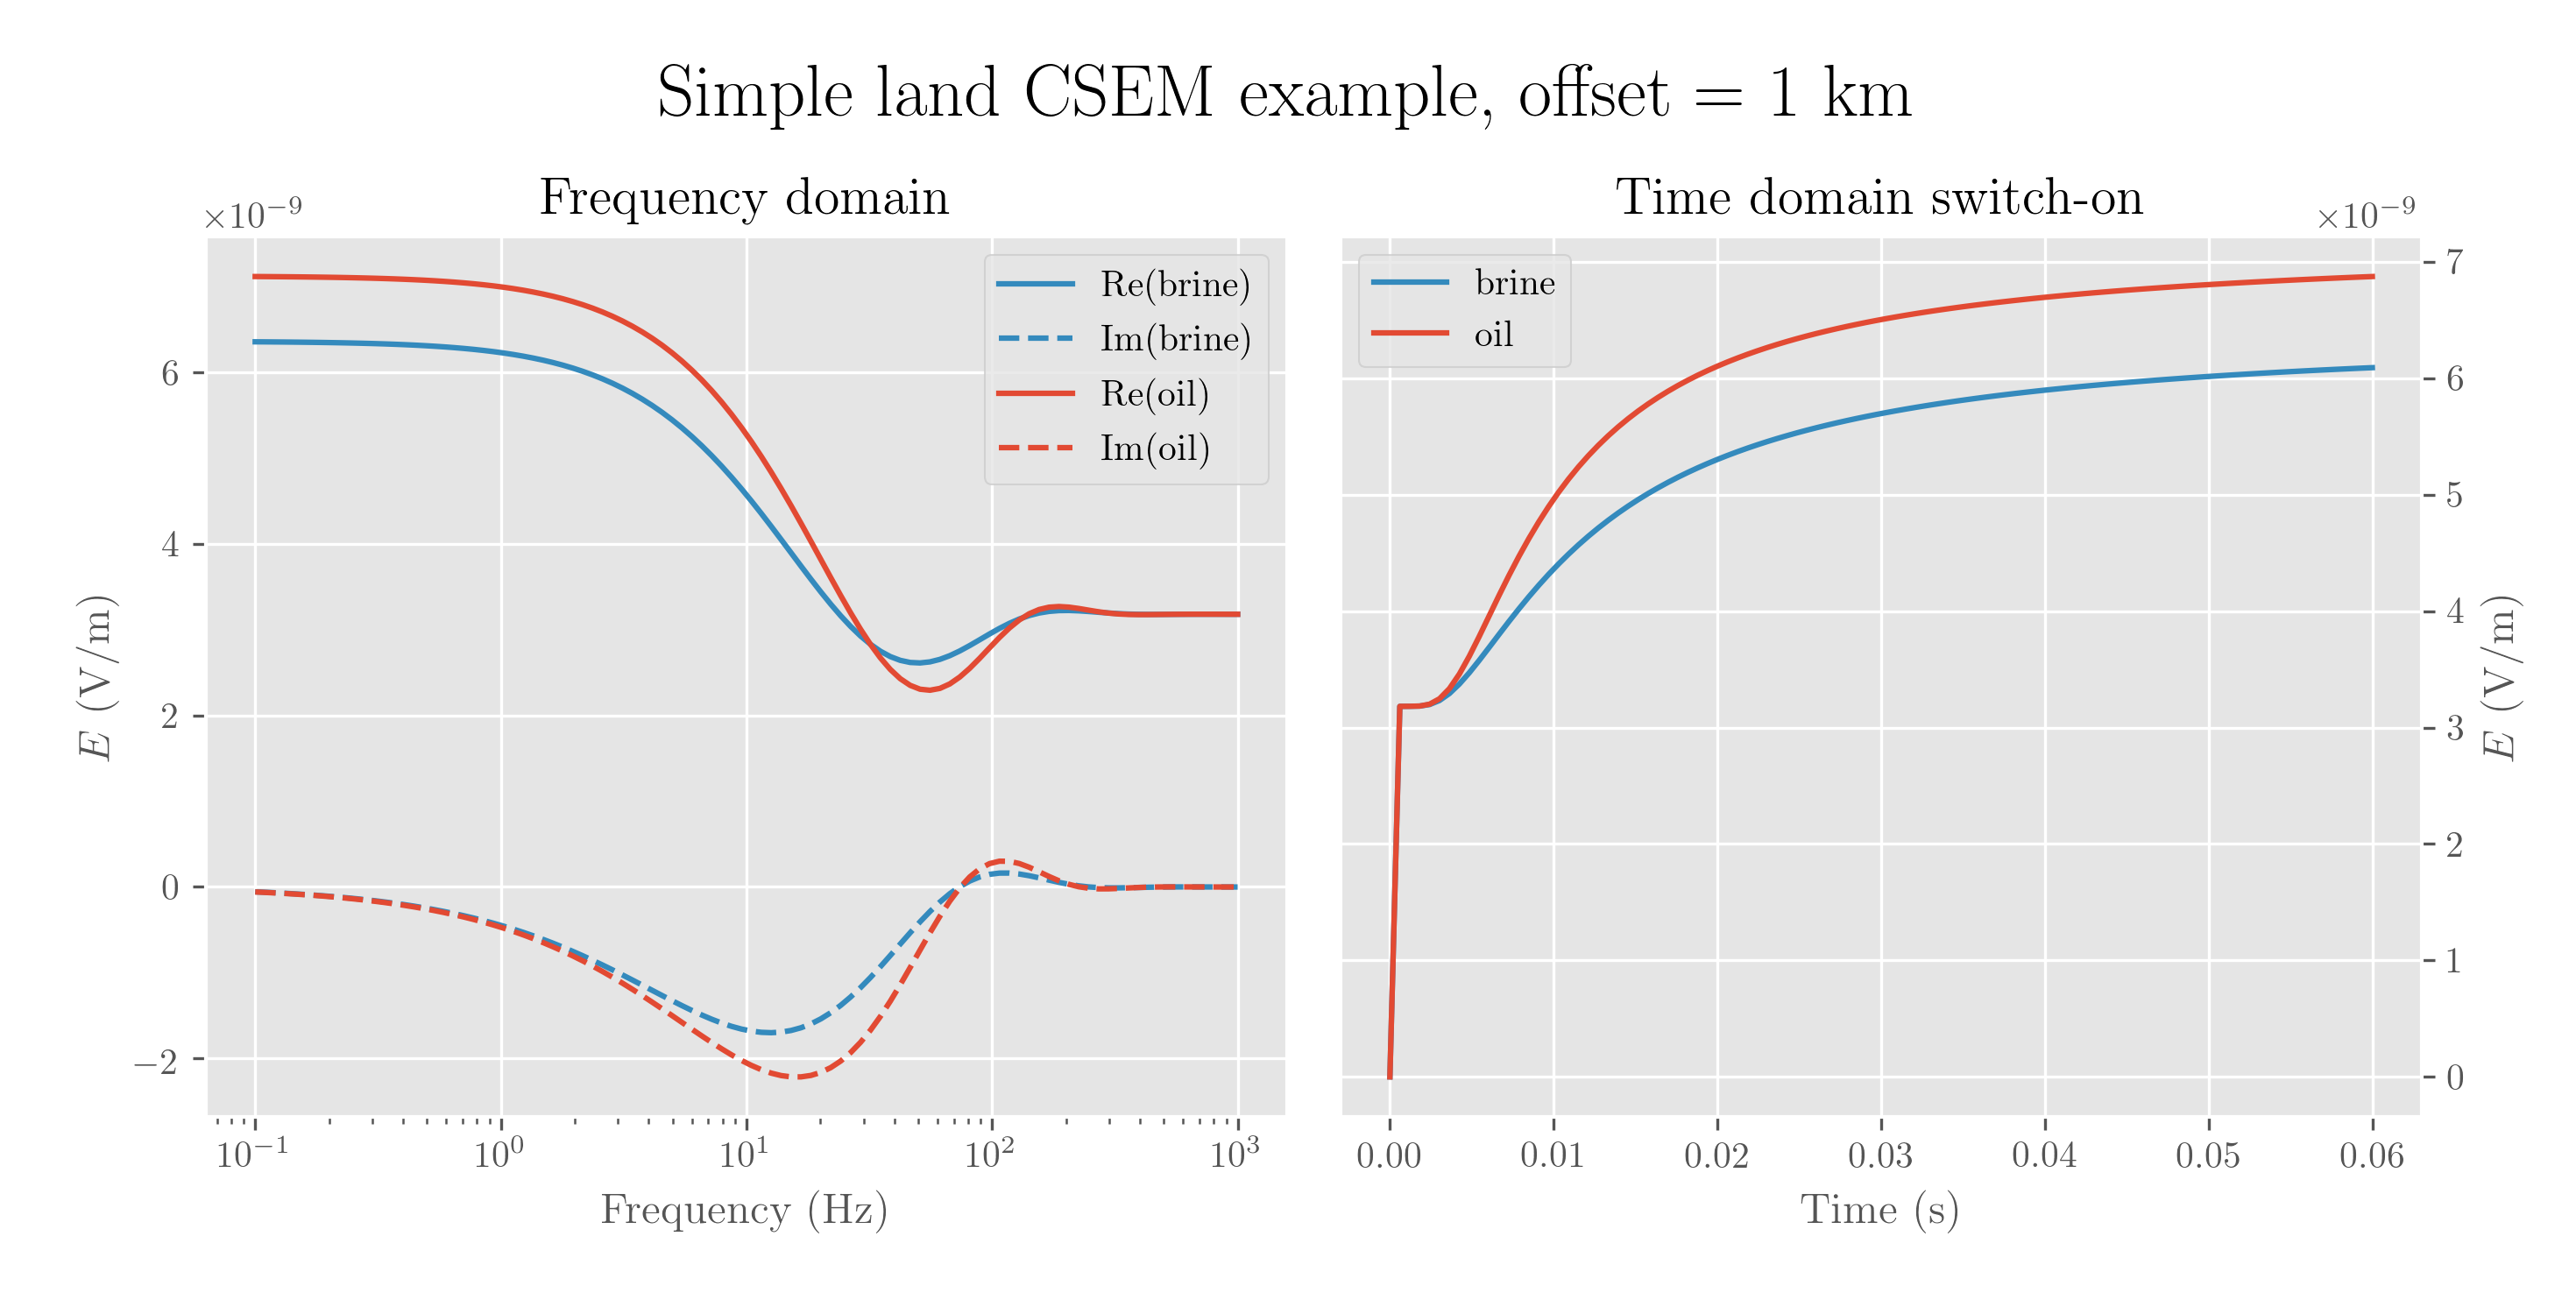 Simple land CSEM example, offset = 1 km
Frequency domain
×10⁻⁹
E (V/m)
6
4
2
0
−2
Re(brine)
Im(brine)
Re(oil)
Im(oil)
10⁻¹ 10⁰ 10¹ 10² 10³
Frequency (Hz)
Time domain switch-on
×10⁻⁹
brine
oil
7
6
5
4
3
2
1
0
E (V/m)
0.00 0.01 0.02 0.03 0.04 0.05 0.06
Time (s)